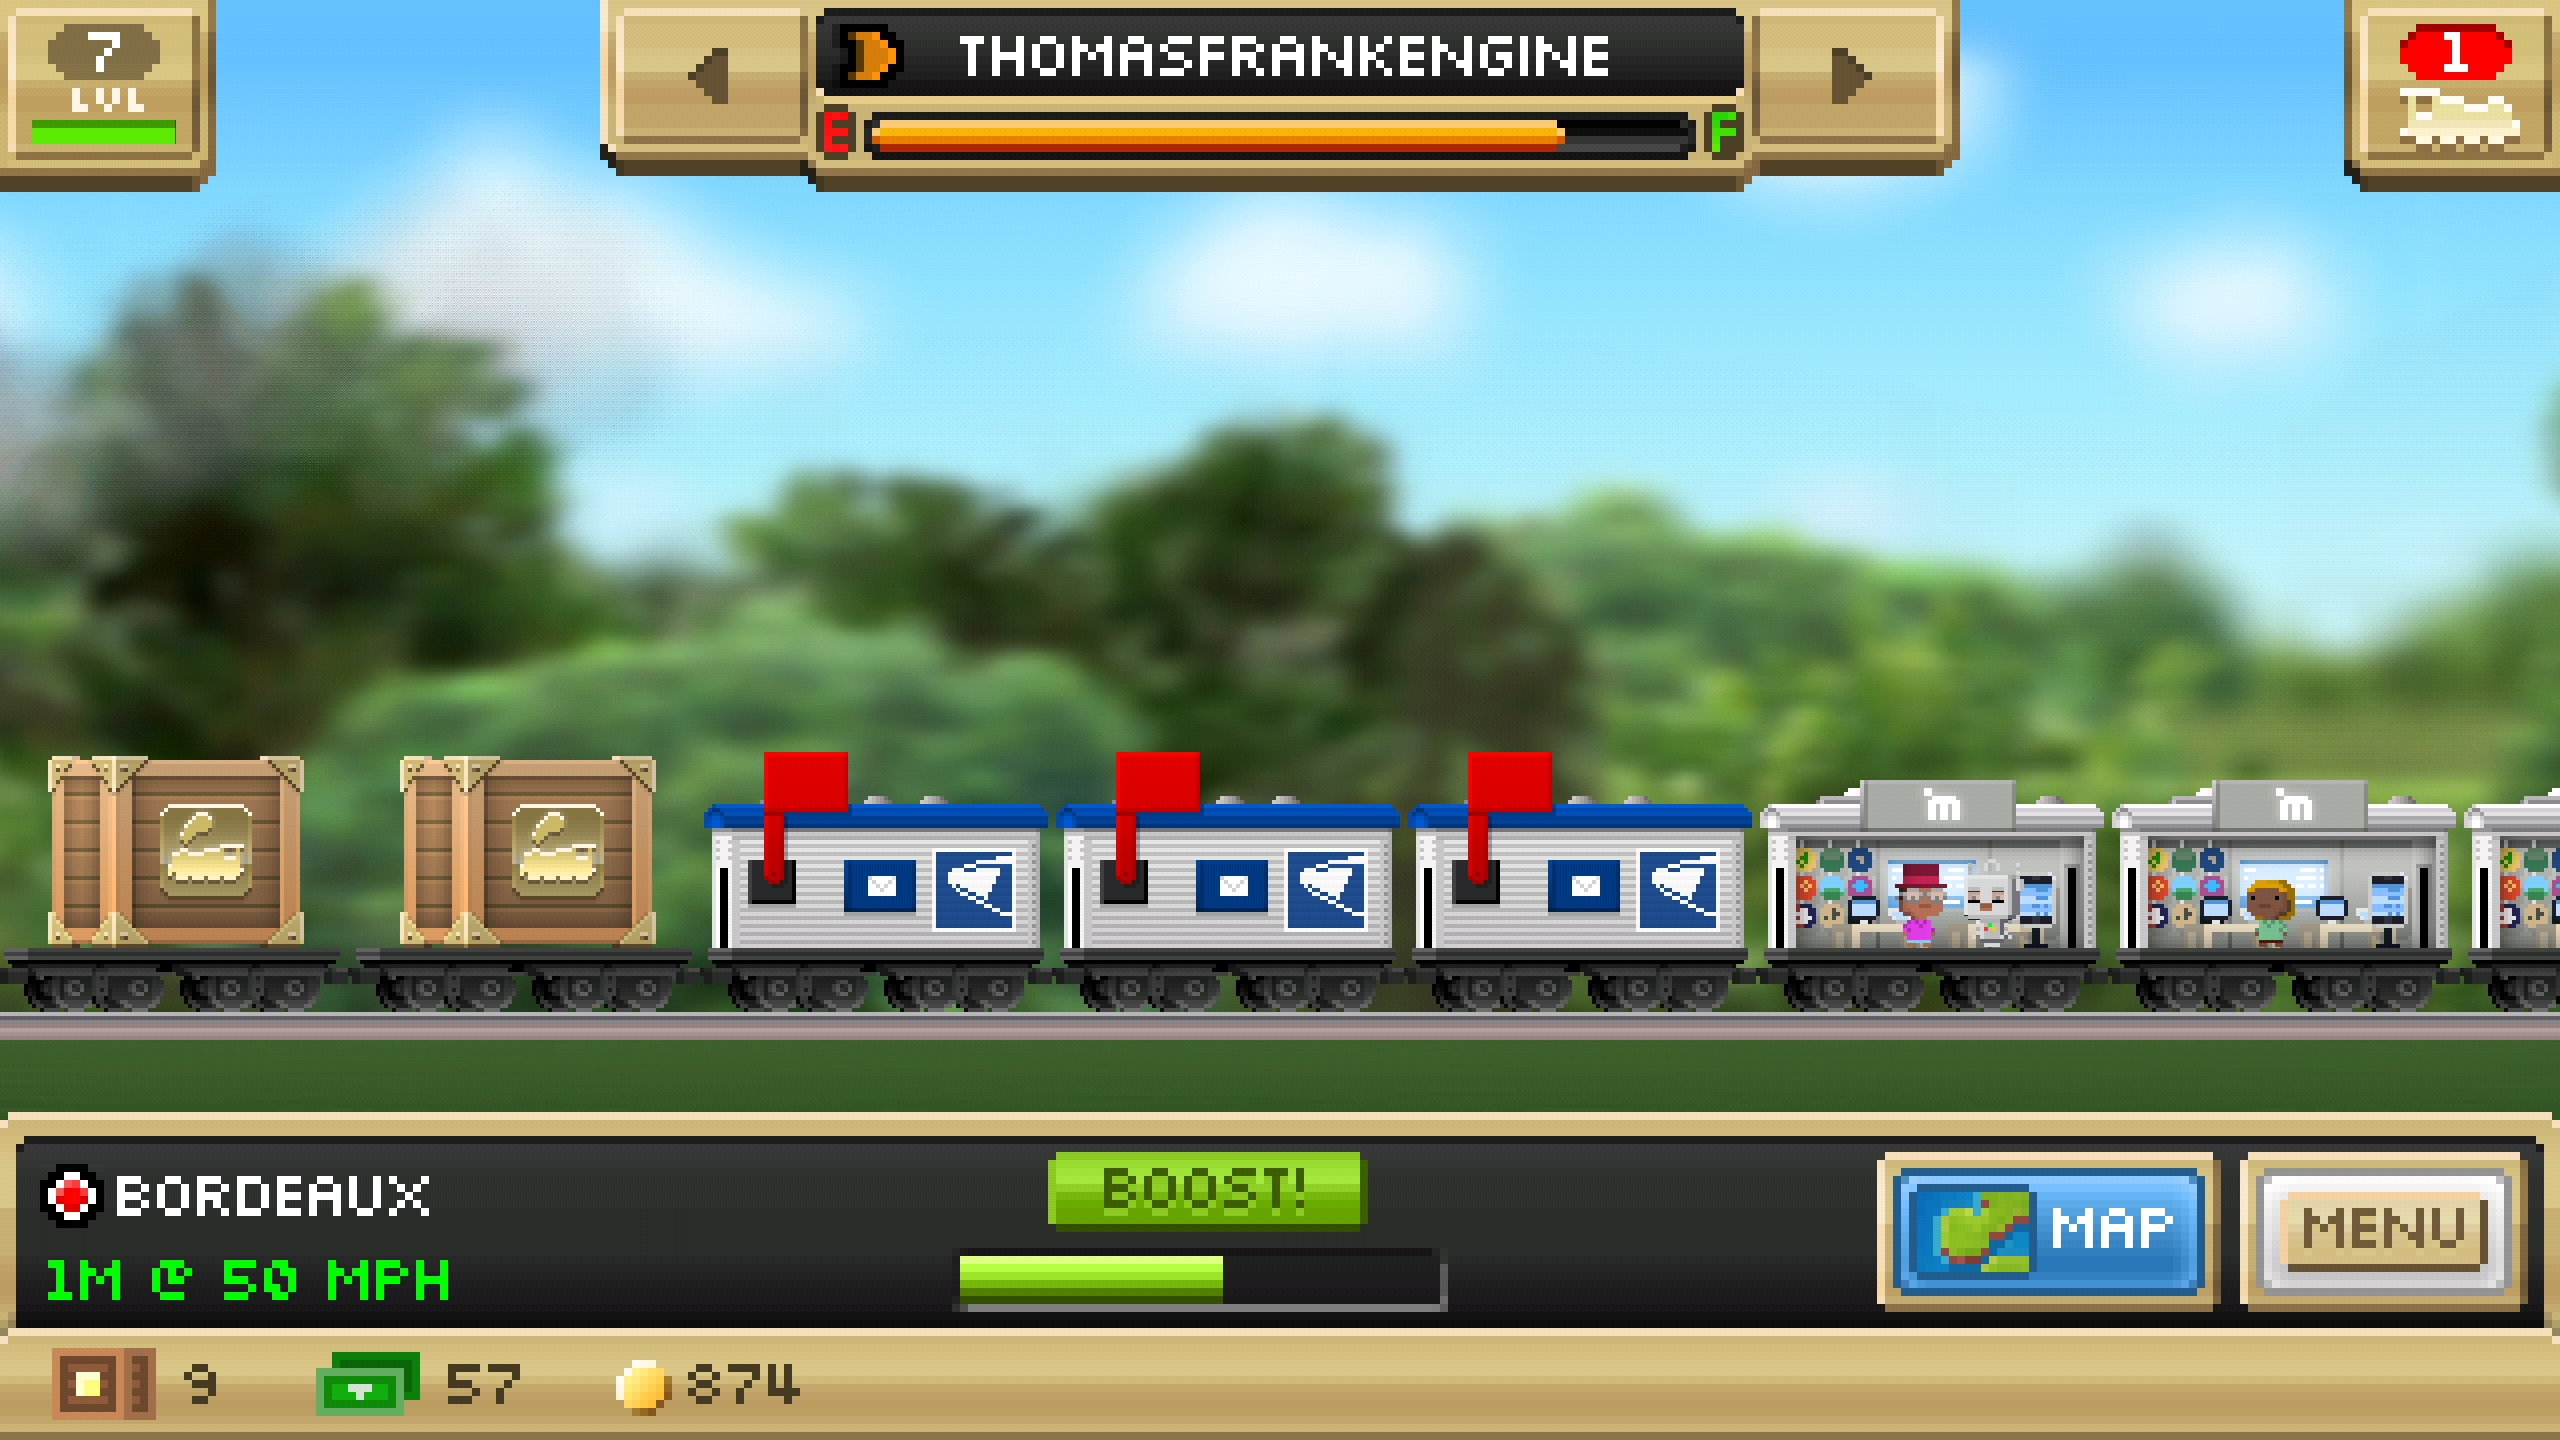 7
LVL
THOMASFRANKENGINE
E F
1
m m
BORDEAUX
1M @ 50 MPH
BOOST!
MAP
MENU
9 57 874